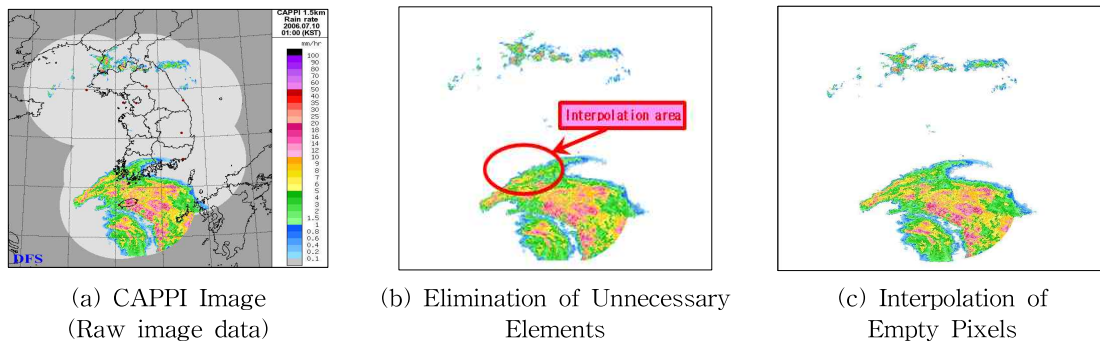 CAPPI 1.5km
Rain rate
2006.07.10
01:00 (KST)
mm/hr
100
90
80
70
60
50
40
35
30
25
20
18
16
14
12
10
9
8
7
6
5
4
3
2
1.5
1
0.8
0.6
0.4
0.2
0.1
DFS
Interpolation area
(a) CAPPI Image
(Raw image data)
(b) Elimination of Unnecessary
Elements
(c) Interpolation of
Empty Pixels